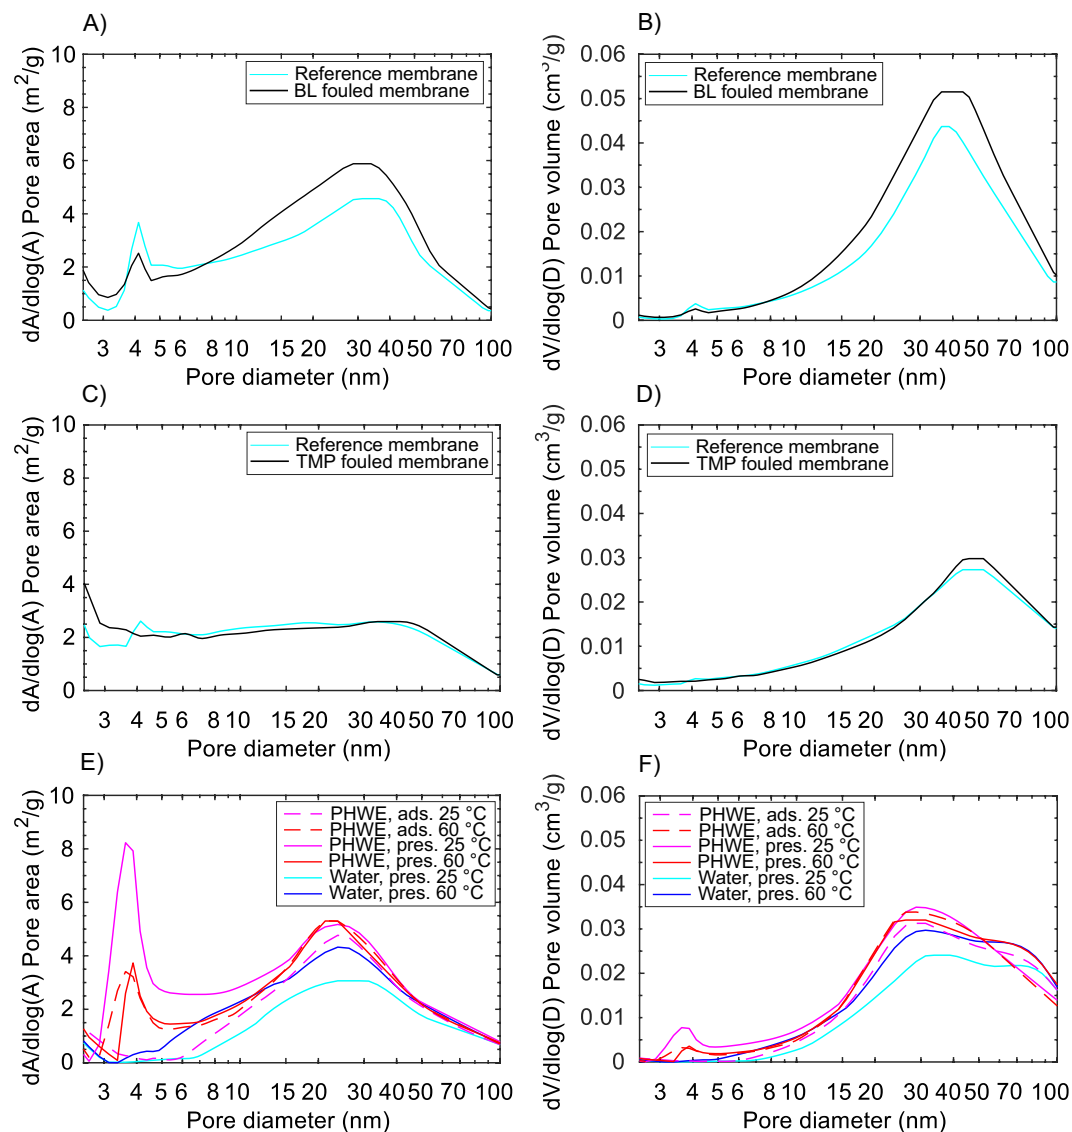 A)
dA/dlog(A) Pore area (m²/g)
10
8
6
4
2
0
Reference membrane
BL fouled membrane
3 4 5 6 8 10 15 20 30 40 50 70 100
Pore diameter (nm)
B)
dV/dlog(D) Pore volume (cm³/g)
0.06
0.05
0.04
0.03
0.02
0.01
0
Reference membrane
BL fouled membrane
3 4 5 6 8 10 15 20 30 40 50 70 100
Pore diameter (nm)
C)
dA/dlog(A) Pore area (m²/g)
10
8
6
4
2
0
Reference membrane
TMP fouled membrane
3 4 5 6 8 10 15 20 30 40 50 70 100
Pore diameter (nm)
D)
dV/dlog(D) Pore volume (cm³/g)
0.06
0.05
0.04
0.03
0.02
0.01
0
Reference membrane
TMP fouled membrane
3 4 5 6 8 10 15 20 30 40 50 70 100
Pore diameter (nm)
E)
dA/dlog(A) Pore area (m²/g)
10
8
6
4
2
0
PHWE, ads. 25 °C
PHWE, ads. 60 °C
PHWE, pres. 25 °C
PHWE, pres. 60 °C
Water, pres. 25 °C
Water, pres. 60 °C
3 4 5 6 8 10 15 20 30 40 50 70 100
Pore diameter (nm)
F)
dV/dlog(D) Pore volume (cm³/g)
0.06
0.05
0.04
0.03
0.02
0.01
0
PHWE, ads. 25 °C
PHWE, ads. 60 °C
PHWE, pres. 25 °C
PHWE, pres. 60 °C
Water, pres. 25 °C
Water, pres. 60 °C
3 4 5 6 8 10 15 20 30 40 50 70 100
Pore diameter (nm)